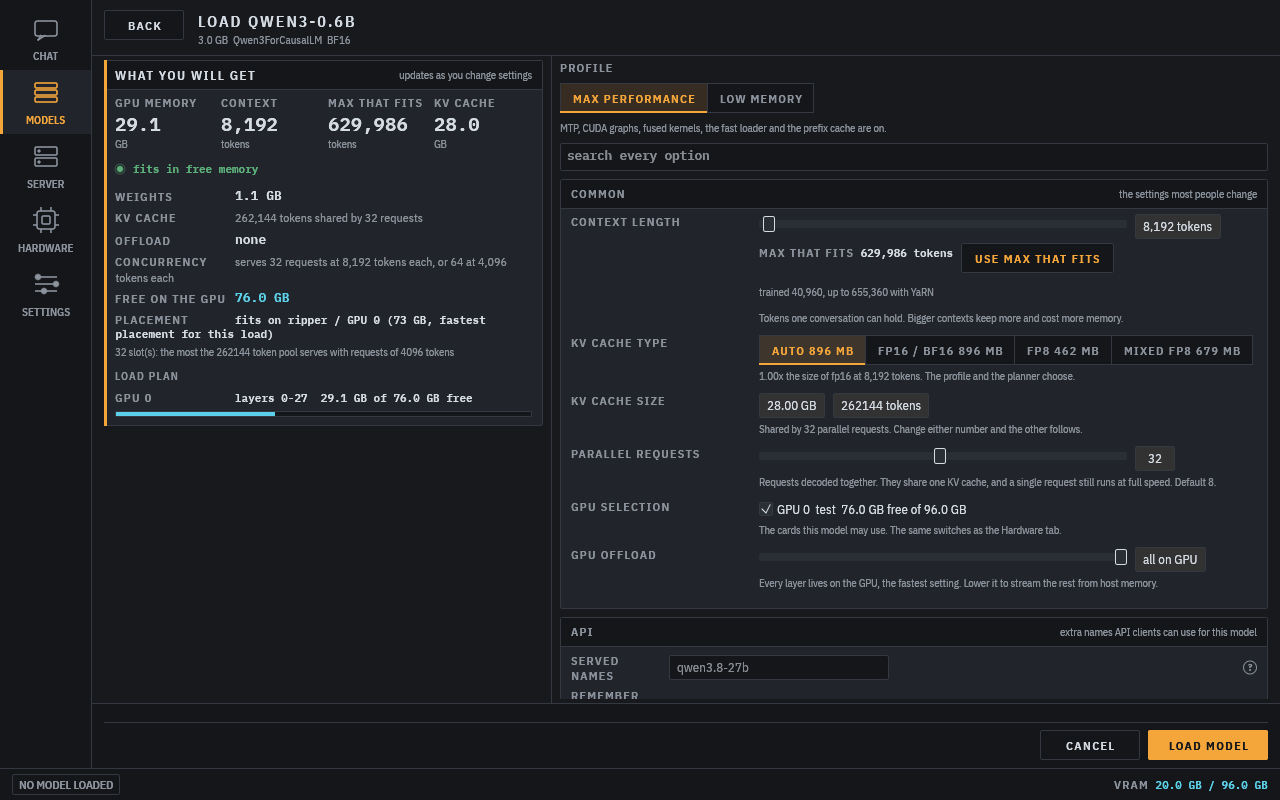 CHAT
MODELS
SERVER
HARDWARE
SETTINGS
BACK
LOAD QWEN3-0.6B
3.0 GB Qwen3ForCausalLM BF16
WHAT YOU WILL GET updates as you change settings
GPU MEMORY CONTEXT MAX THAT FITS KV CACHE
29.1 8,192 629,986 28.0
GB tokens tokens GB
fits in free memory
WEIGHTS 1.1 GB
KV CACHE 262,144 tokens shared by 32 requests
OFFLOAD none
CONCURRENCY serves 32 requests at 8,192 tokens each, or 64 at 4,096
tokens each
FREE ON THE GPU 76.0 GB
PLACEMENT fits on ripper / GPU 0 (73 GB, fastest
placement for this load)
32 slot(s): the most the 262144 token pool serves with requests of 4096 tokens
LOAD PLAN
GPU 0 layers 0-27 29.1 GB of 76.0 GB free
PROFILE
MAX PERFORMANCE LOW MEMORY
MTP, CUDA graphs, fused kernels, the fast loader and the prefix cache are on.
search every option
COMMON the settings most people change
CONTEXT LENGTH 8,192 tokens
MAX THAT FITS 629,986 tokens USE MAX THAT FITS
trained 40,960, up to 655,360 with YaRN
Tokens one conversation can hold. Bigger contexts keep more and cost more memory.
KV CACHE TYPE AUTO 896 MB FP16 / BF16 896 MB FP8 462 MB MIXED FP8 679 MB
1.00x the size of fp16 at 8,192 tokens. The profile and the planner choose.
KV CACHE SIZE 28.00 GB 262144 tokens
Shared by 32 parallel requests. Change either number and the other follows.
PARALLEL REQUESTS 32
Requests decoded together. They share one KV cache, and a single request still runs at full speed. Default 8.
GPU SELECTION GPU 0 test 76.0 GB free of 96.0 GB
The cards this model may use. The same switches as the Hardware tab.
GPU OFFLOAD all on GPU
Every layer lives on the GPU, the fastest setting. Lower it to stream the rest from host memory.
API extra names API clients can use for this model
SERVED NAMES qwen3.8-27b ?
REMEMBER
CANCEL LOAD MODEL
NO MODEL LOADED VRAM 20.0 GB / 96.0 GB